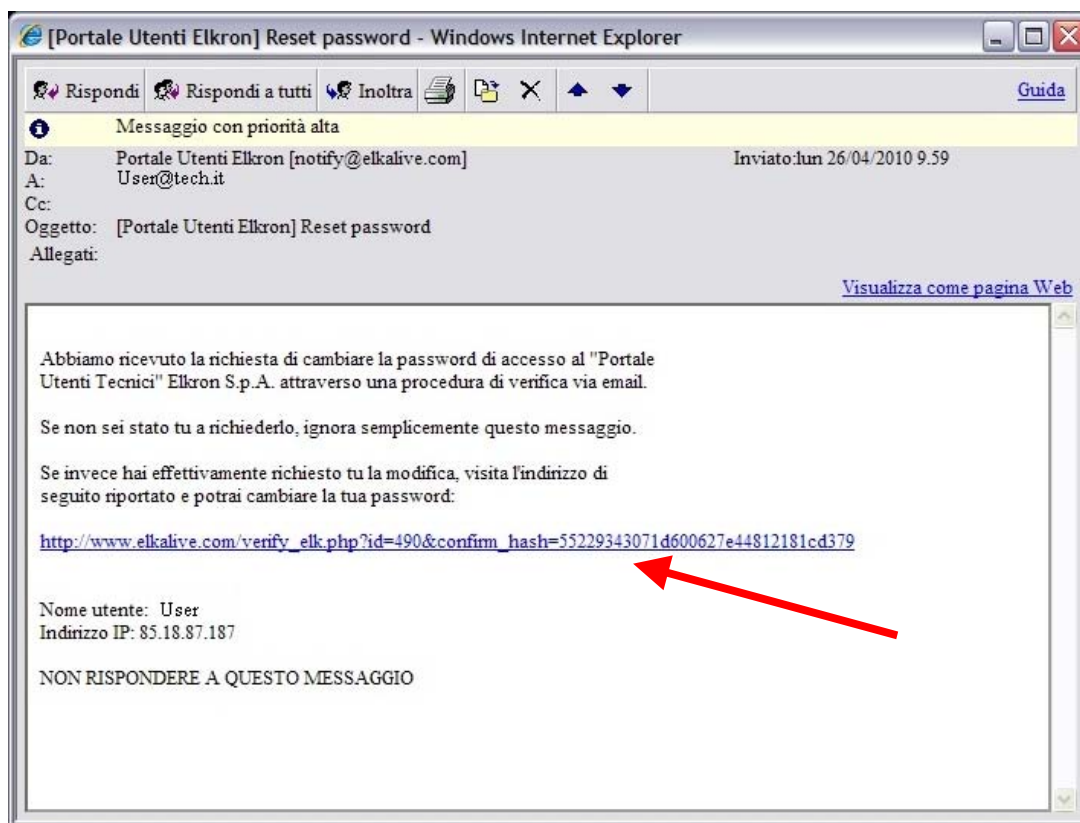 [Portale Utenti Elkron] Reset password - Windows Internet Explorer
Rispondi Rispondi a tutti Inoltra Guida
Messaggio con priorità alta
Da: Portale Utenti Elkron [notify@elkalive.com] Inviato:lun 26/04/2010 9.59
A: User@tech.it
Cc:
Oggetto: [Portale Utenti Elkron] Reset password
Allegati:
Visualizza come pagina Web
Abbiamo ricevuto la richiesta di cambiare la password di accesso al "Portale
Utenti Tecnici" Elkron S.p.A. attraverso una procedura di verifica via email.
Se non sei stato tu a richiederlo, ignora semplicemente questo messaggio.
Se invece hai effettivamente richiesto tu la modifica, visita l'indirizzo di
seguito riportato e potrai cambiare la tua password:
http://www.elkalive.com/verify_elk.php?id=490&confirm_hash=55229343071d600627e44812181cd379
Nome utente: User
Indirizzo IP: 85.18.87.187
NON RISPONDERE A QUESTO MESSAGGIO